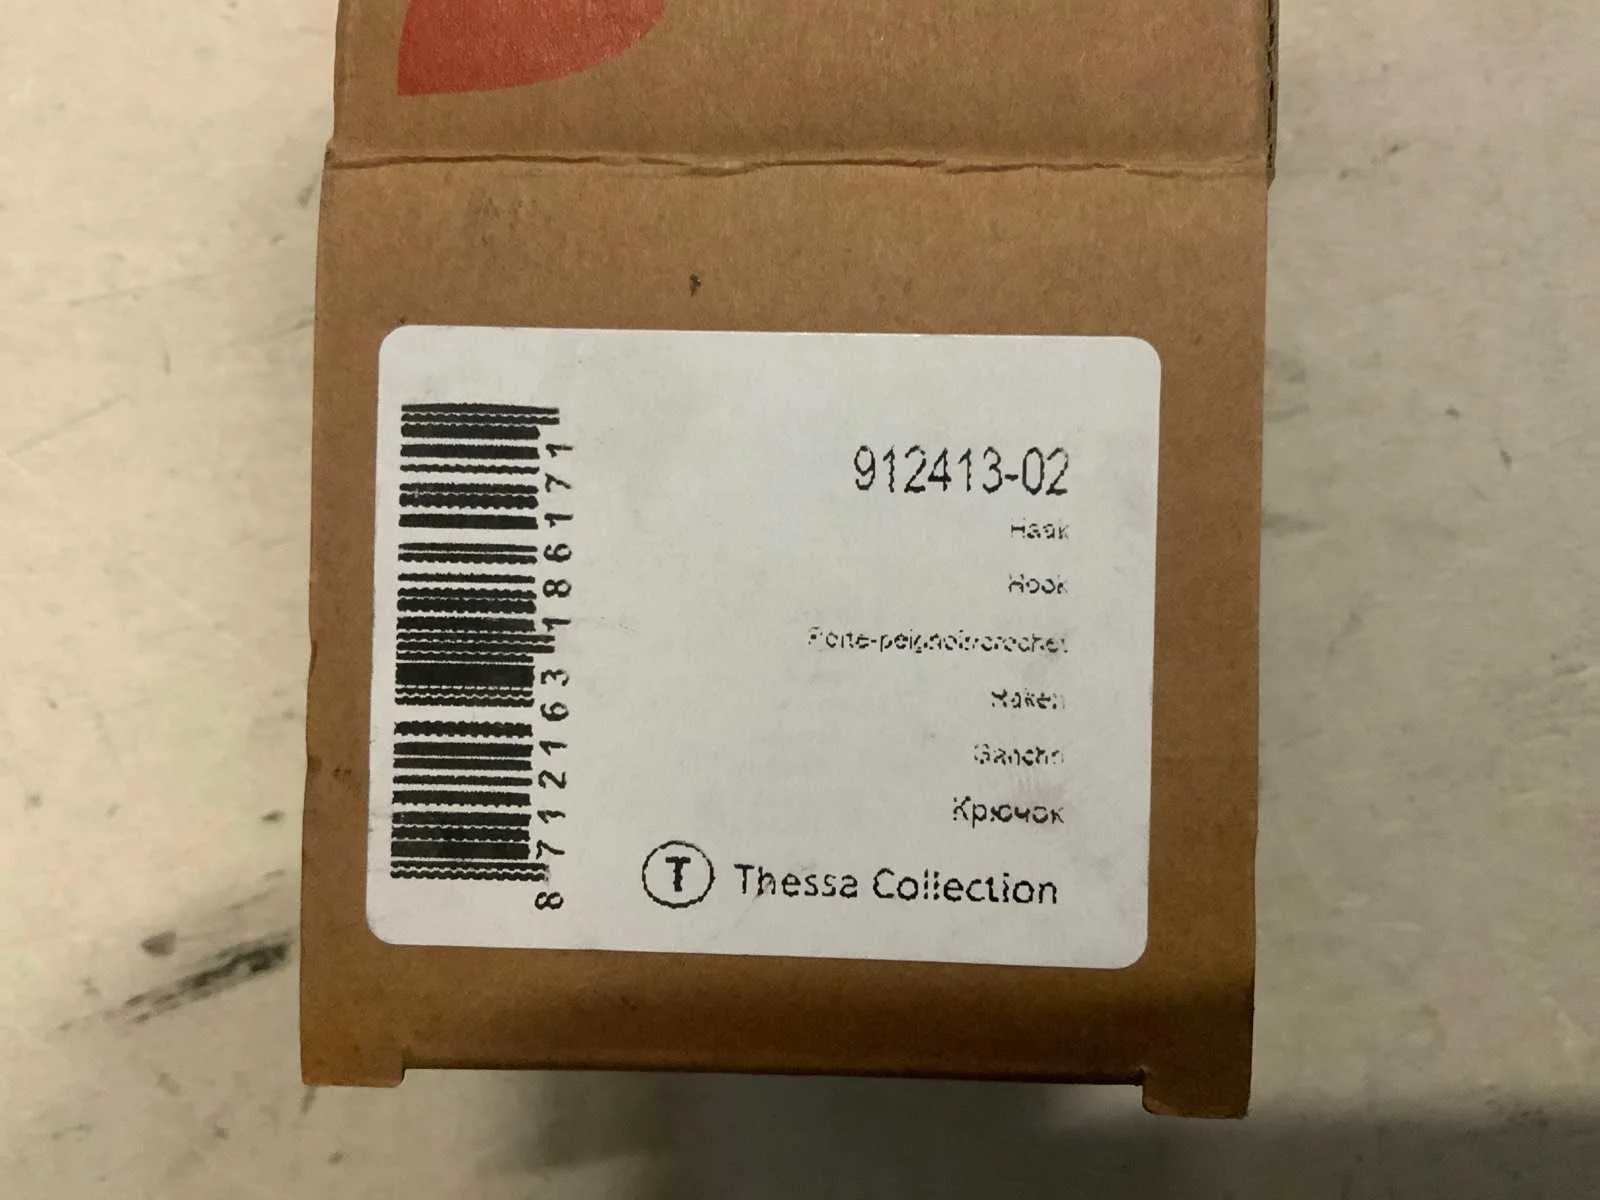 912413-02
Haak
Hook
Porte-peignoir/crochet
Haken
Gancho
Крючок
T Thessa Collection
8 712163 186171